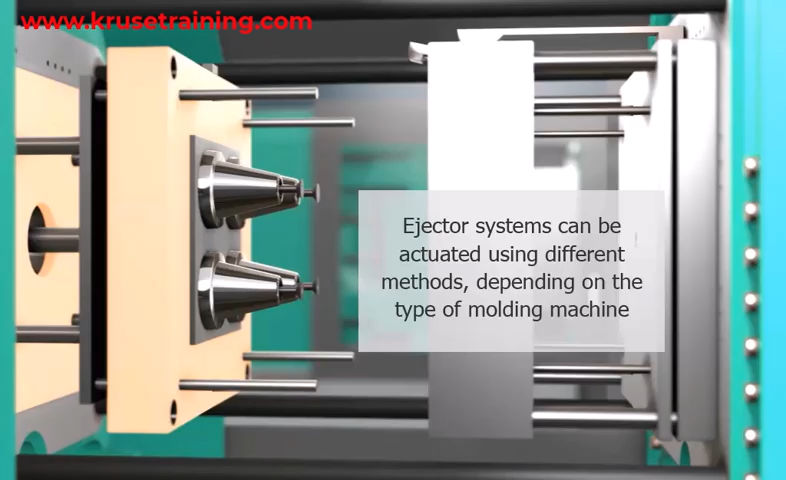 www.krusetraining.com
Ejector systems can be
actuated using different
methods, depending on the
type of molding machine